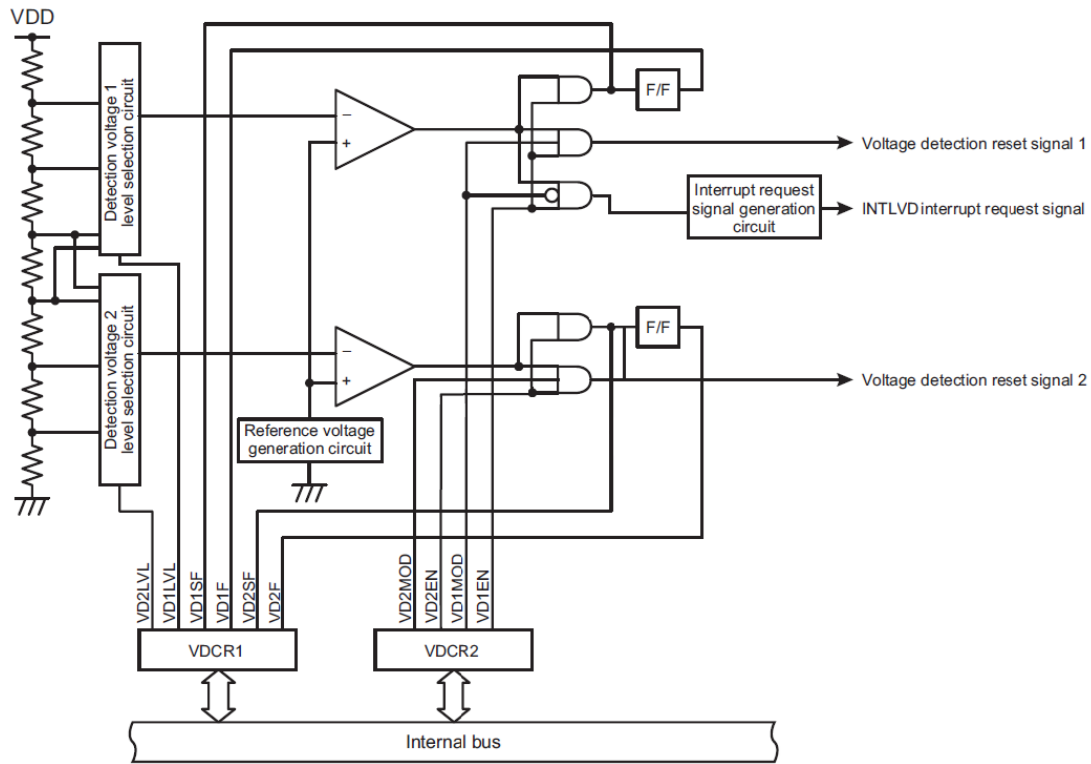 VDD
Detection voltage 1
level selection circuit
Detection voltage 2
level selection circuit
−
+
−
+
Reference voltage
generation circuit
F/F
Voltage detection reset signal 1
Interrupt request
signal generation
circuit
INTLVD interrupt request signal
F/F
Voltage detection reset signal 2
VD2LVL
VD1LVL
VD1SF
VD1F
VD2SF
VD2F
VD2MOD
VD2EN
VD1MOD
VD1EN
VDCR1
VDCR2
Internal bus